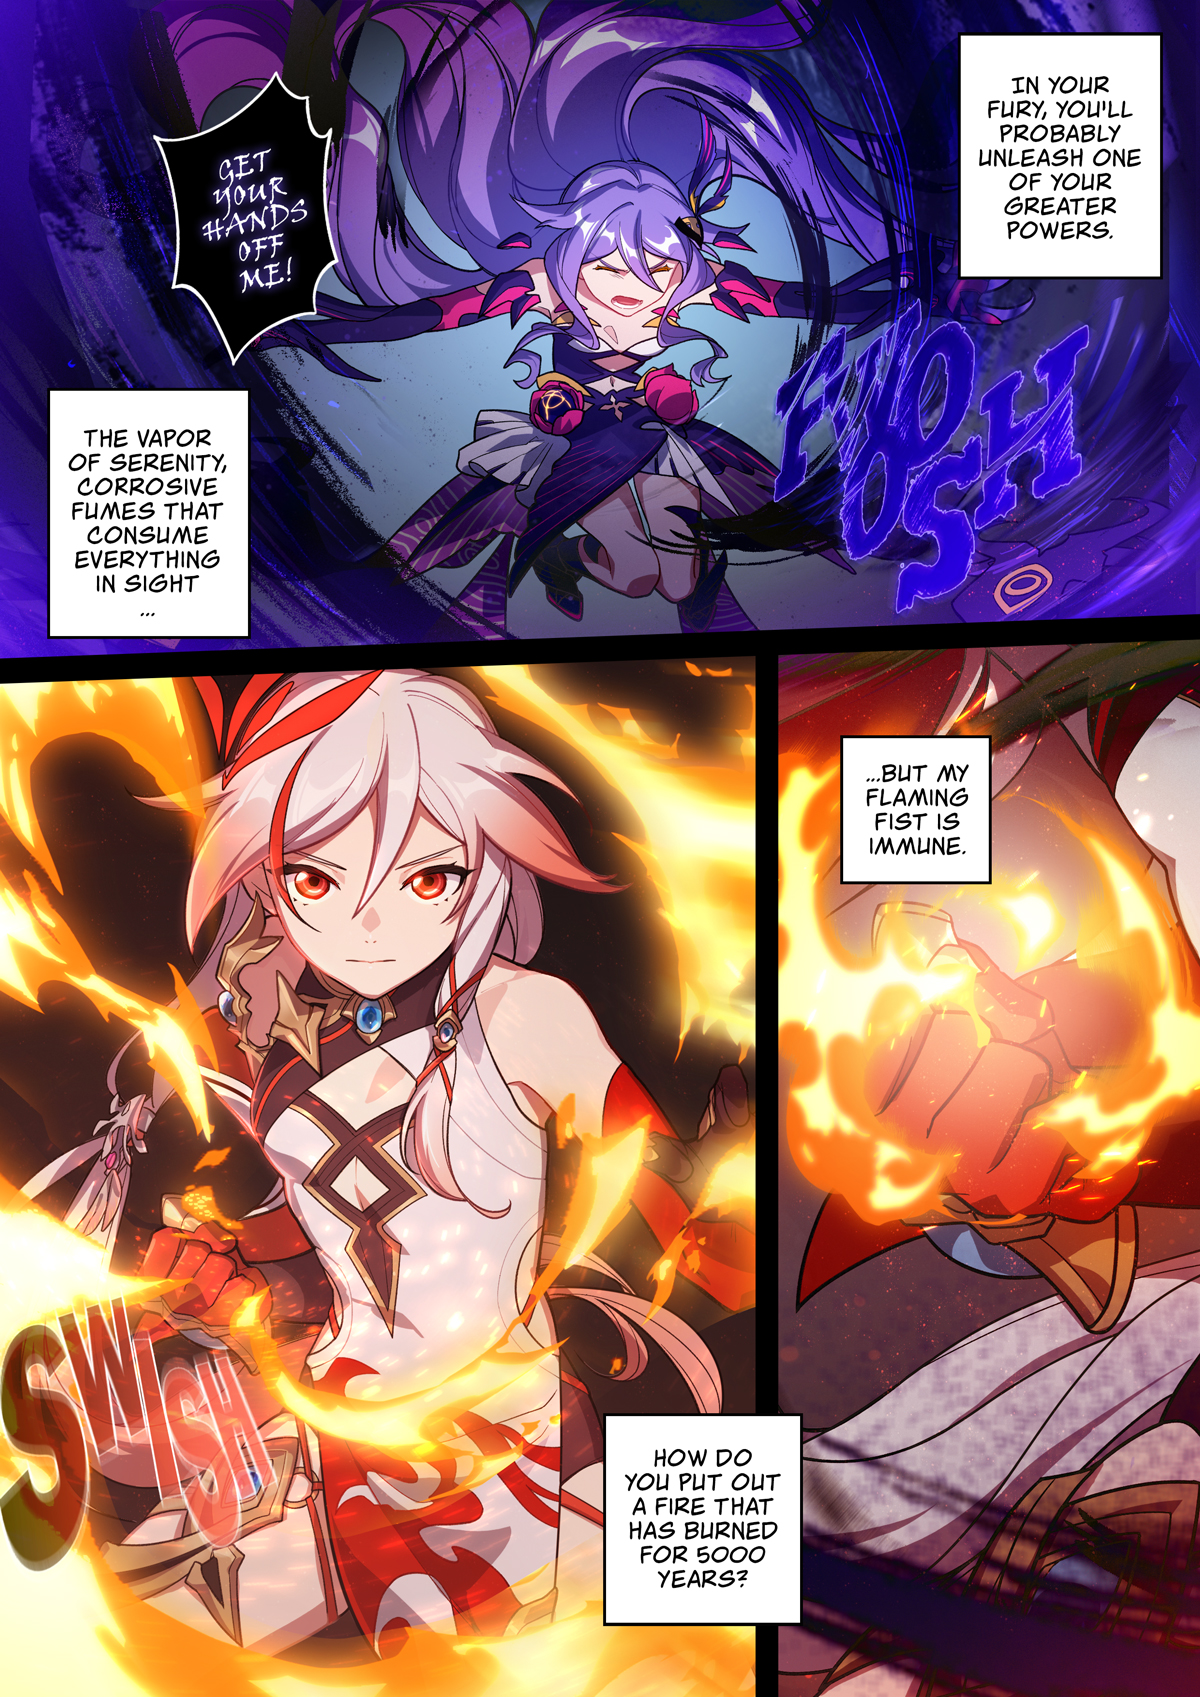 IN YOUR
FURY, YOU'LL
PROBABLY
UNLEASH ONE
OF YOUR
GREATER
POWERS.
GET
YOUR
HANDS
OFF
ME!
FWOOSH
THE VAPOR
OF SERENITY,
CORROSIVE
FUMES THAT
CONSUME
EVERYTHING
IN SIGHT
...
SWISH
...BUT MY
FLAMING
FIST IS
IMMUNE.
HOW DO
YOU PUT OUT
A FIRE THAT
HAS BURNED
FOR 5000
YEARS?